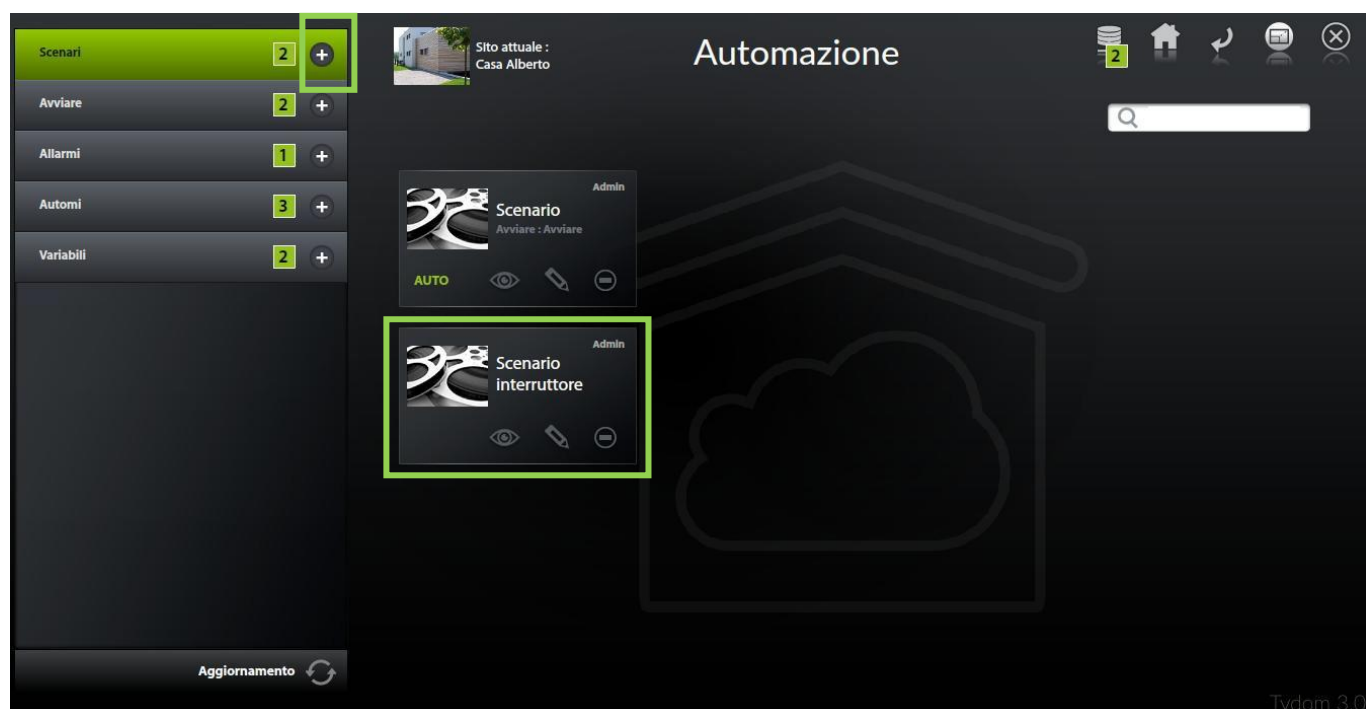 Scenari 2 +
Avviare 2 +
Allarmi 1 +
Automi 3 +
Variabili 2 +
Aggiornamento
Sito attuale :
Casa Alberto
Automazione
2
Admin
Scenario
Avviare : Avviare
AUTO
Admin
Scenario
interruttore
Tydom 3.0